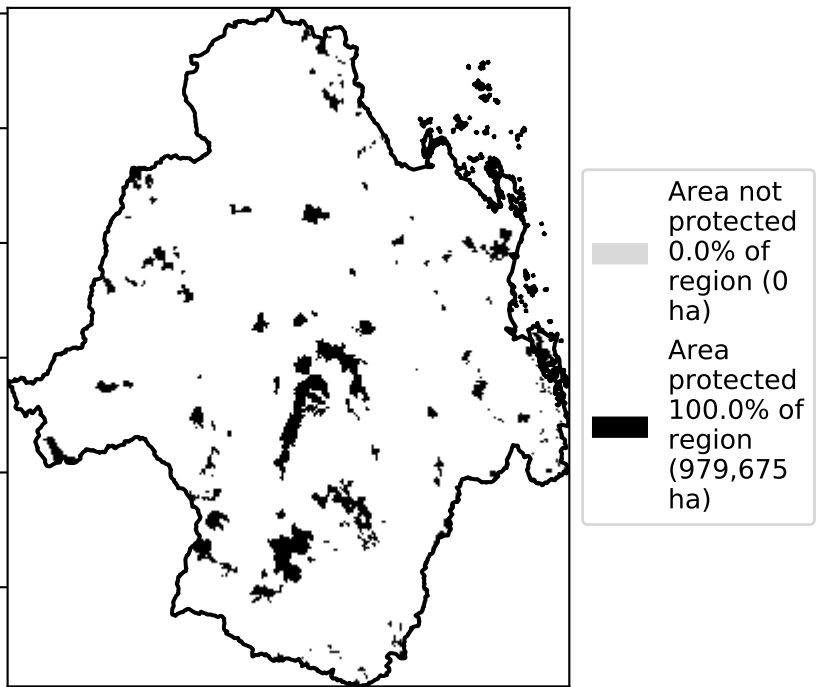 Area not
protected
0.0% of
region (0
ha)
Area
protected
100.0% of
region
(979,675
ha)